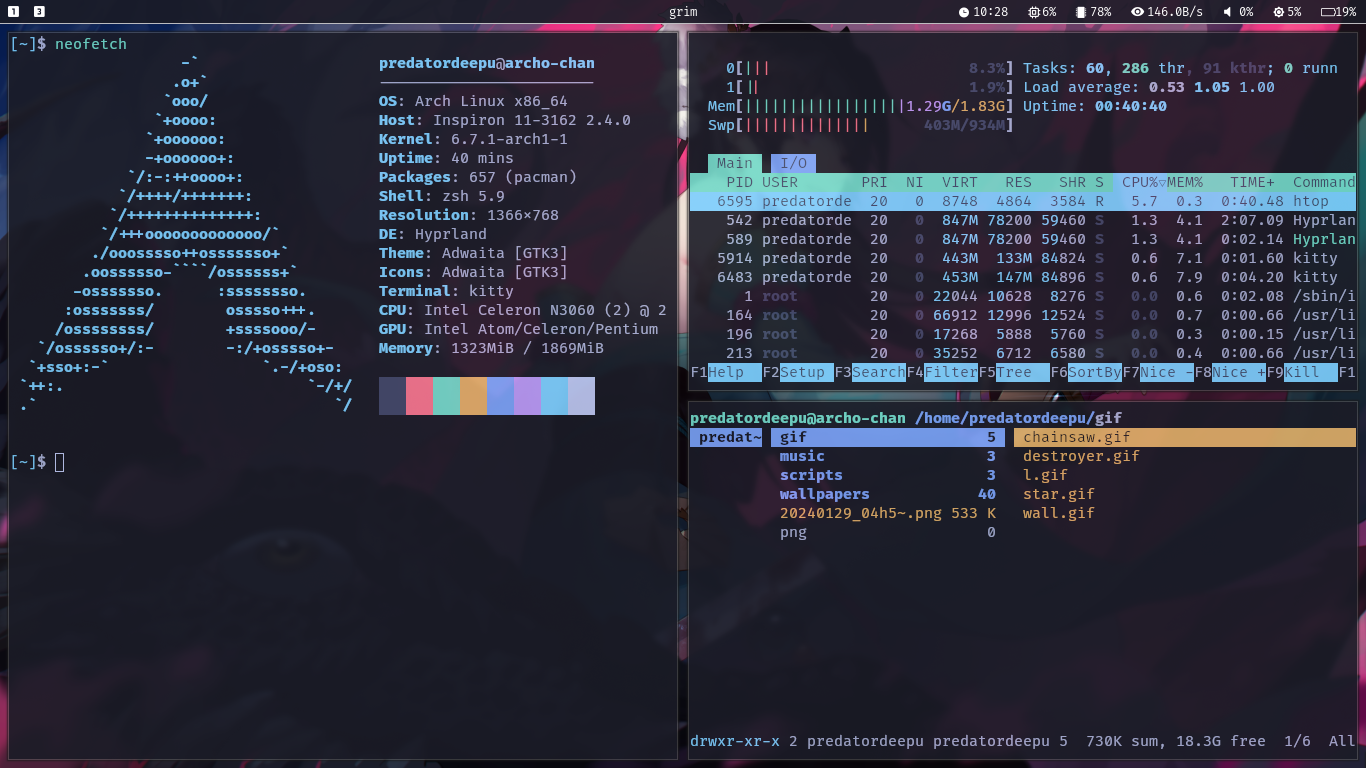 1 3 grim 10:28 6% 78% 146.0B/s 0% 5% 19%
[~]$ neofetch
-`
.o+`
`ooo/
`+oooo:
`+oooooo:
-+oooooo+:
`/:-:++oooo+:
`/++++/+++++++:
`/++++++++++++++:
`/+++ooooooooooooo/`
./ooosssso++osssssso+`
.oossssso-````/ossssss+`
-osssssso. :ssssssso.
:osssssss/ osssso+++.
/ossssssss/ +ssssooo/-
`/ossssso+/:- -:/+osssso+-
`+sso+:-` `.-/+oso:
`++:. `-/+/
.` `/
predatordeepu@archo-chan
OS: Arch Linux x86_64
Host: Inspiron 11-3162 2.4.0
Kernel: 6.7.1-arch1-1
Uptime: 40 mins
Packages: 657 (pacman)
Shell: zsh 5.9
Resolution: 1366×768
DE: Hyprland
Theme: Adwaita [GTK3]
Icons: Adwaita [GTK3]
Terminal: kitty
CPU: Intel Celeron N3060 (2) @ 2
GPU: Intel Atom/Celeron/Pentium
Memory: 1323MiB / 1869MiB
[~]$
0[||| 8.3%] Tasks: 60, 286 thr, 91 kthr; 0 runn
1[|| 1.9%] Load average: 0.53 1.05 1.00
Mem[||||||||||||||||||1.29G/1.83G] Uptime: 00:40:40
Swp[|||||||||||||| 403M/934M]
Main I/O
PID USER PRI NI VIRT RES SHR S CPU%▽MEM% TIME+ Command
6595 predatorde 20 0 8748 4864 3584 R 5.7 0.3 0:40.48 htop
542 predatorde 20 0 847M 78200 59460 S 1.3 4.1 2:07.09 Hyprlan
589 predatorde 20 0 847M 78200 59460 S 1.3 4.1 0:02.14 Hyprlan
5914 predatorde 20 0 443M 133M 84824 S 0.6 7.1 0:01.60 kitty
6483 predatorde 20 0 453M 147M 84896 S 0.6 7.9 0:04.20 kitty
1 root 20 0 22044 10628 8276 S 0.0 0.6 0:02.08 /sbin/i
164 root 20 0 66912 12996 12524 S 0.0 0.7 0:00.66 /usr/li
196 root 20 0 17268 5888 5760 S 0.0 0.3 0:00.15 /usr/li
213 root 20 0 35252 6712 6580 S 0.0 0.4 0:00.66 /usr/li
F1Help F2Setup F3SearchF4FilterF5Tree F6SortByF7Nice -F8Nice +F9Kill F1
predatordeepu@archo-chan /home/predatordeepu/gif
predat~ gif 5 chainsaw.gif
music 3 destroyer.gif
scripts 3 l.gif
wallpapers 40 star.gif
20240129_04h5~.png 533 K wall.gif
png 0
drwxr-xr-x 2 predatordeepu predatordeepu 5 730K sum, 18.3G free 1/6 All